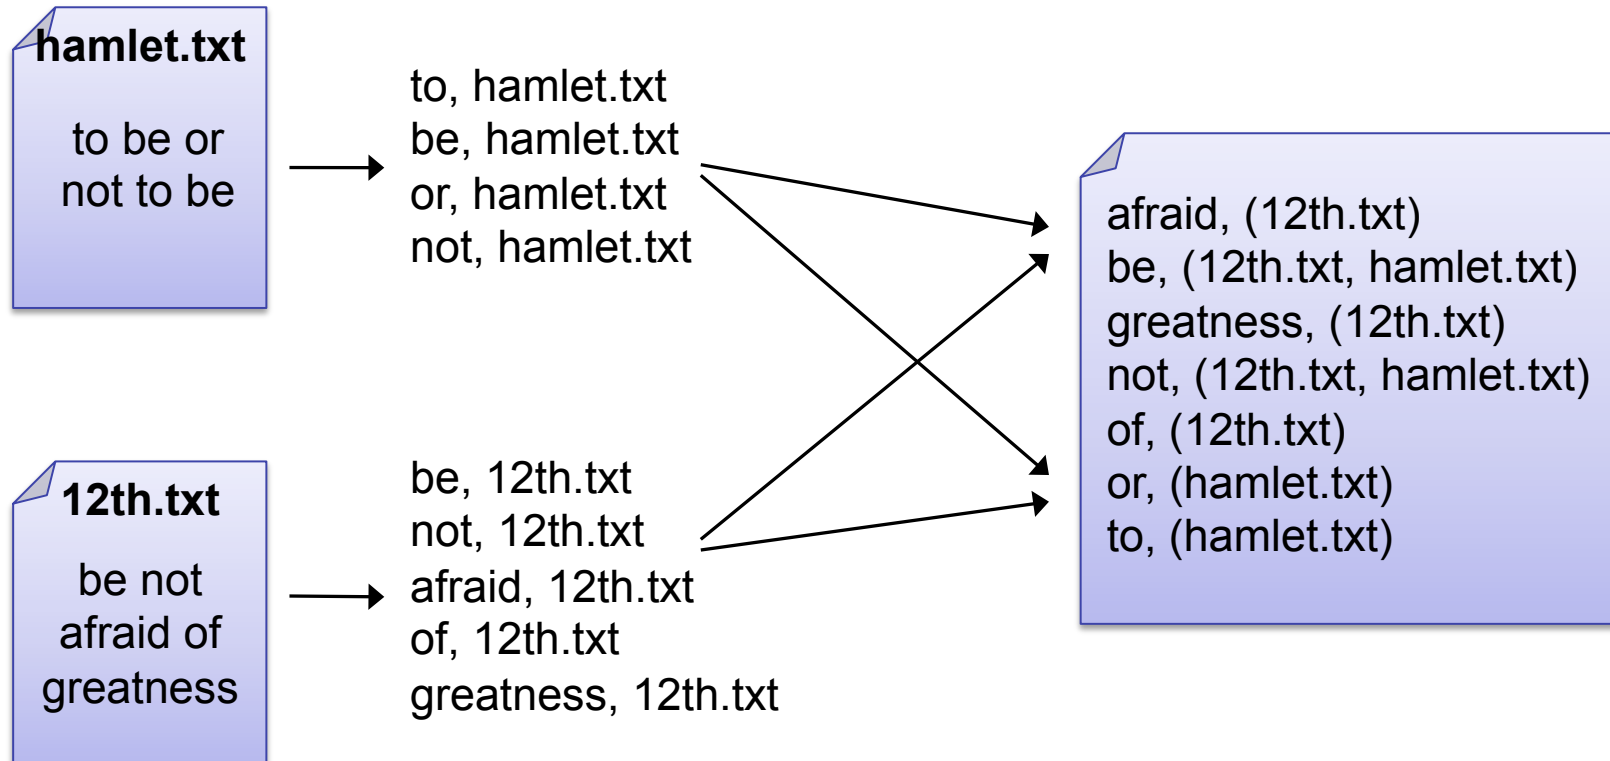 hamlet.txt
to be or
not to be
to, hamlet.txt
be, hamlet.txt
or, hamlet.txt
not, hamlet.txt
12th.txt
be not
afraid of
greatness
be, 12th.txt
not, 12th.txt
afraid, 12th.txt
of, 12th.txt
greatness, 12th.txt
afraid, (12th.txt)
be, (12th.txt, hamlet.txt)
greatness, (12th.txt)
not, (12th.txt, hamlet.txt)
of, (12th.txt)
or, (hamlet.txt)
to, (hamlet.txt)